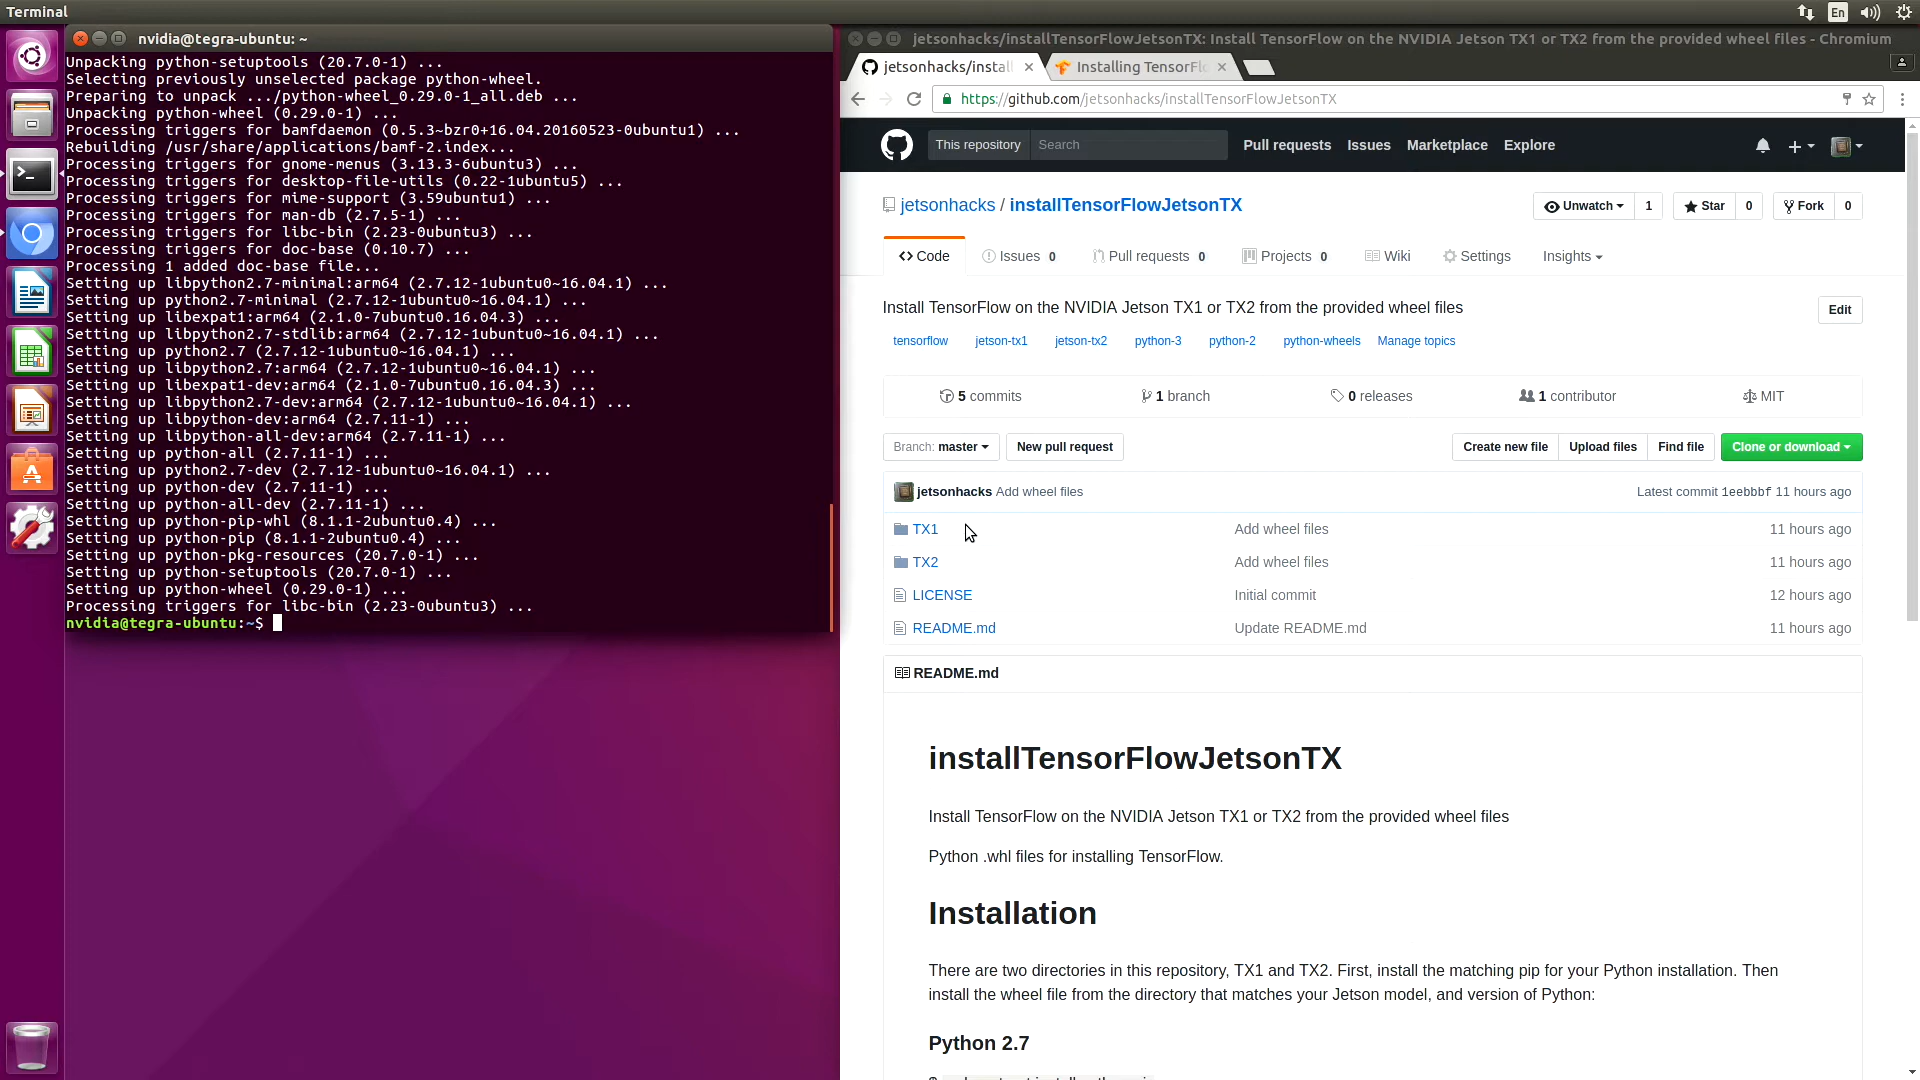 Terminal
En
nvidia@tegra-ubuntu: ~
Unpacking python-setuptools (20.7.0-1) ...
Selecting previously unselected package python-wheel.
Preparing to unpack .../python-wheel_0.29.0-1_all.deb ...
Unpacking python-wheel (0.29.0-1) ...
Processing triggers for bamfdaemon (0.5.3~bzr0+16.04.20160523-0ubuntu1) ...
Rebuilding /usr/share/applications/bamf-2.index...
Processing triggers for gnome-menus (3.13.3-6ubuntu3) ...
Processing triggers for desktop-file-utils (0.22-1ubuntu5) ...
Processing triggers for mime-support (3.59ubuntu1) ...
Processing triggers for man-db (2.7.5-1) ...
Processing triggers for libc-bin (2.23-0ubuntu3) ...
Processing triggers for doc-base (0.10.7) ...
Processing 1 added doc-base file...
Setting up libpython2.7-minimal:arm64 (2.7.12-1ubuntu0~16.04.1) ...
Setting up python2.7-minimal (2.7.12-1ubuntu0~16.04.1) ...
Setting up libexpat1:arm64 (2.1.0-7ubuntu0.16.04.3) ...
Setting up libpython2.7-stdlib:arm64 (2.7.12-1ubuntu0~16.04.1) ...
Setting up python2.7 (2.7.12-1ubuntu0~16.04.1) ...
Setting up libpython2.7:arm64 (2.7.12-1ubuntu0~16.04.1) ...
Setting up libexpat1-dev:arm64 (2.1.0-7ubuntu0.16.04.3) ...
Setting up libpython2.7-dev:arm64 (2.7.12-1ubuntu0~16.04.1) ...
Setting up libpython-dev:arm64 (2.7.11-1) ...
Setting up libpython-all-dev:arm64 (2.7.11-1) ...
Setting up python-all (2.7.11-1) ...
Setting up python2.7-dev (2.7.12-1ubuntu0~16.04.1) ...
Setting up python-dev (2.7.11-1) ...
Setting up python-all-dev (2.7.11-1) ...
Setting up python-pip-whl (8.1.1-2ubuntu0.4) ...
Setting up python-pip (8.1.1-2ubuntu0.4) ...
Setting up python-pkg-resources (20.7.0-1) ...
Setting up python-setuptools (20.7.0-1) ...
Setting up python-wheel (0.29.0-1) ...
Processing triggers for libc-bin (2.23-0ubuntu3) ...
nvidia@tegra-ubuntu:~$
jetsonhacks/installTensorFlowJetsonTX: Install TensorFlow on the NVIDIA Jetson TX1 or TX2 from the provided wheel files - Chromium
jetsonhacks/install Installing TensorFlo
https://github.com/jetsonhacks/installTensorFlowJetsonTX
This repository Search Pull requests Issues Marketplace Explore
jetsonhacks / installTensorFlowJetsonTX Unwatch 1 Star 0 Fork 0
Code Issues 0 Pull requests 0 Projects 0 Wiki Settings Insights
Install TensorFlow on the NVIDIA Jetson TX1 or TX2 from the provided wheel files Edit
tensorflow jetson-tx1 jetson-tx2 python-3 python-2 python-wheels Manage topics
5 commits 1 branch 0 releases 1 contributor MIT
Branch: master New pull request Create new file Upload files Find file Clone or download
jetsonhacks Add wheel files Latest commit 1eebbbf 11 hours ago
TX1 Add wheel files 11 hours ago
TX2 Add wheel files 11 hours ago
LICENSE Initial commit 12 hours ago
README.md Update README.md 11 hours ago
README.md
installTensorFlowJetsonTX
Install TensorFlow on the NVIDIA Jetson TX1 or TX2 from the provided wheel files
Python .whl files for installing TensorFlow.
Installation
There are two directories in this repository, TX1 and TX2. First, install the matching pip for your Python installation. Then
install the wheel file from the directory that matches your Jetson model, and version of Python:
Python 2.7